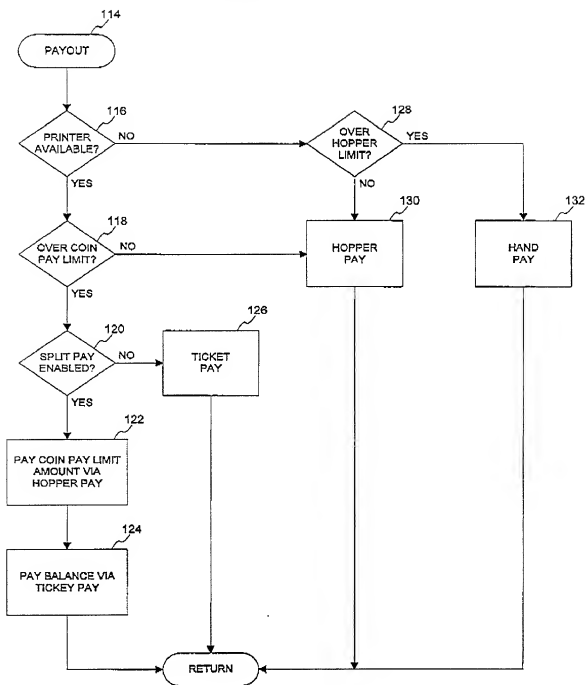 114
PAYOUT
116
PRINTER
AVAILABLE?
NO
YES
128
OVER
HOPPER
LIMIT?
YES
NO
118
OVER COIN
PAY LIMIT?
NO
YES
130
HOPPER
PAY
132
HAND
PAY
120
SPLIT PAY
ENABLED?
NO
YES
126
TICKET
PAY
122
PAY COIN PAY LIMIT
AMOUNT VIA
HOPPER PAY
124
PAY BALANCE VIA
TICKEY PAY
RETURN